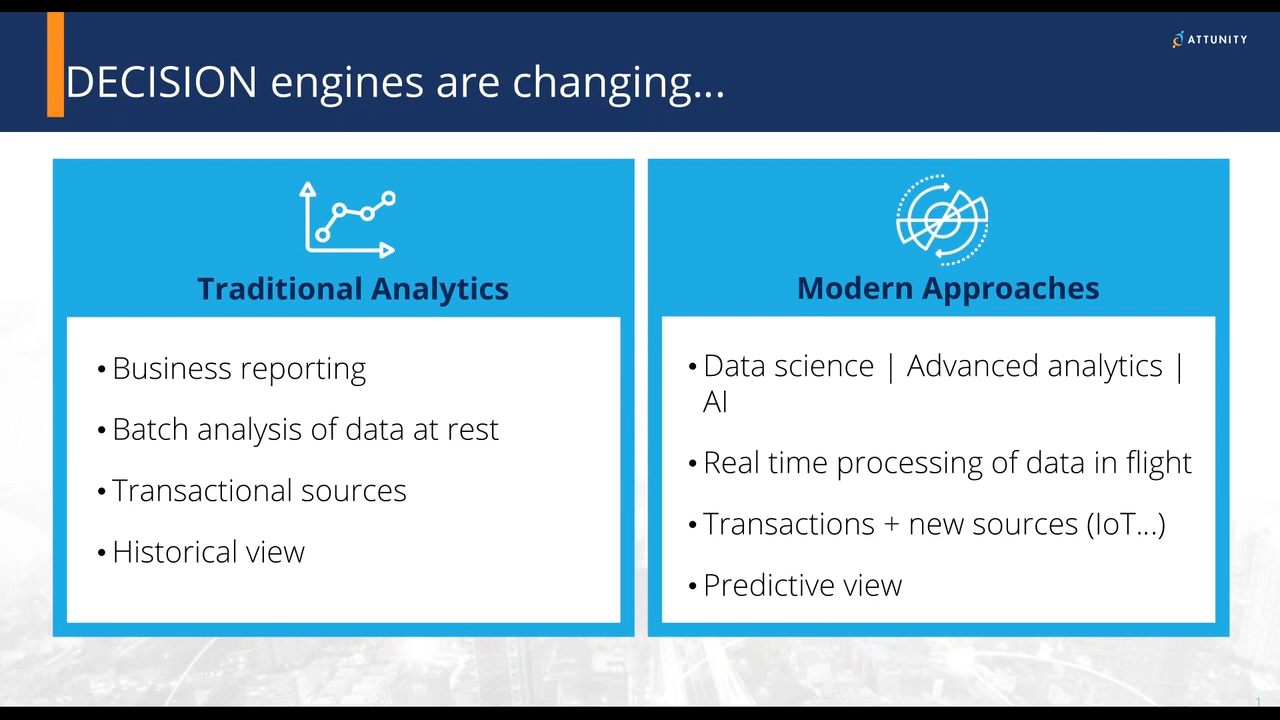 ATTUNITY
DECISION engines are changing...
Traditional Analytics
• Business reporting
• Batch analysis of data at rest
• Transactional sources
• Historical view
Modern Approaches
• Data science | Advanced analytics |
AI
• Real time processing of data in flight
• Transactions + new sources (IoT...)
• Predictive view
1